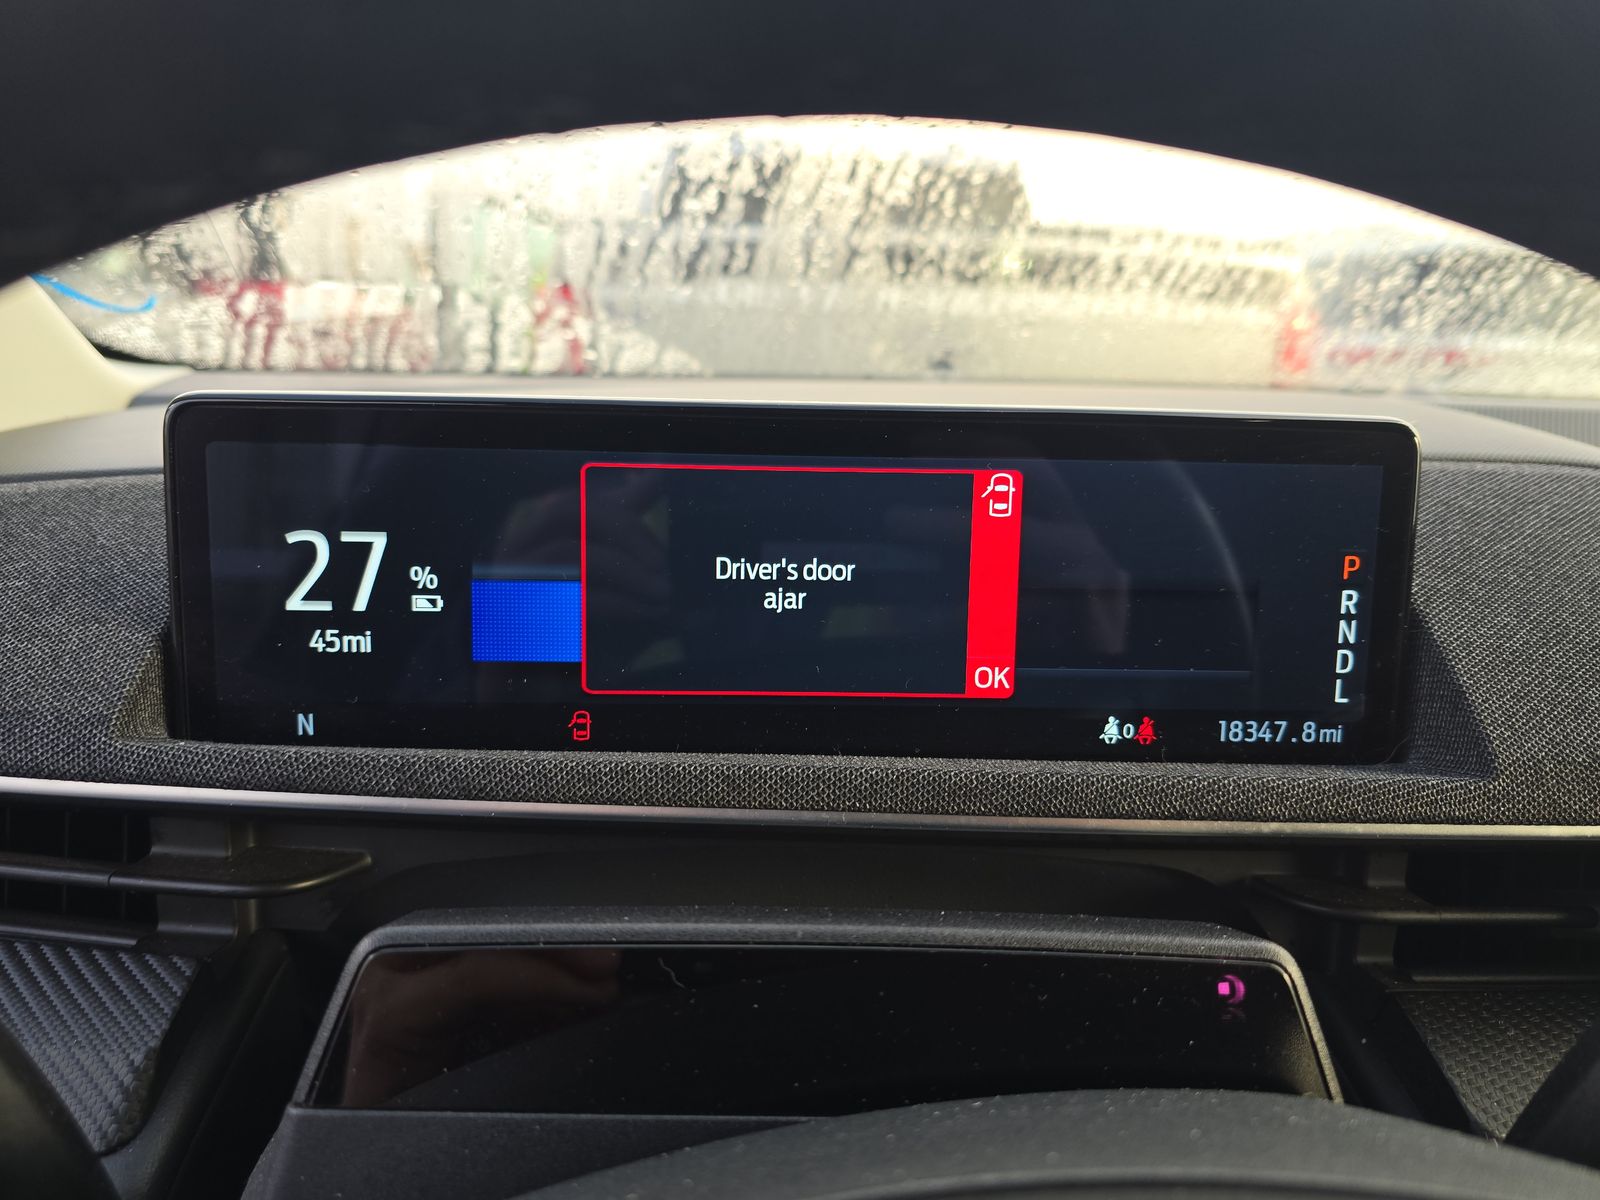 27 %
45mi
Driver's door
ajar
OK
P
R
N
D
L
N
0
18347.8mi